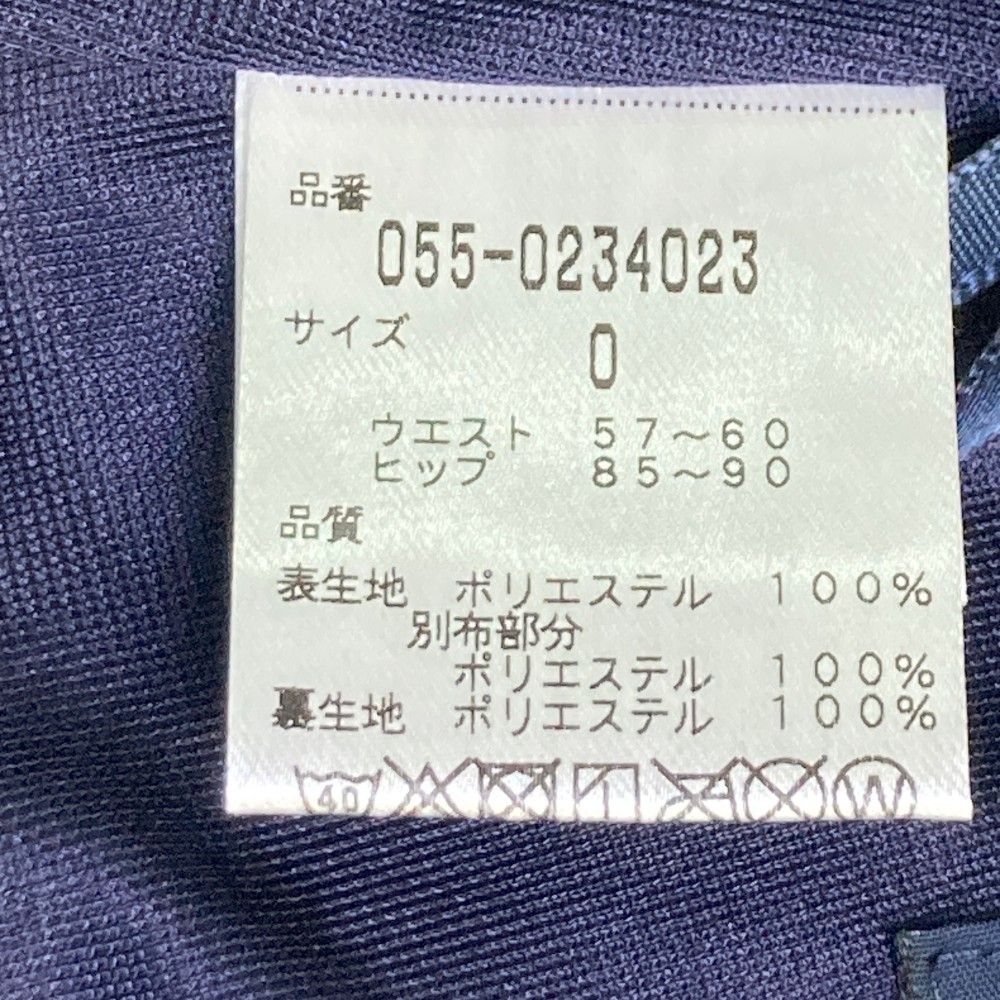 品番
055-0234023
サイズ 0
ウエスト 57～60
ヒップ 85～90
品質
表生地 ポリエステル 100%
別布部分
ポリエステル 100%
裏生地 ポリエステル 100%
40 W